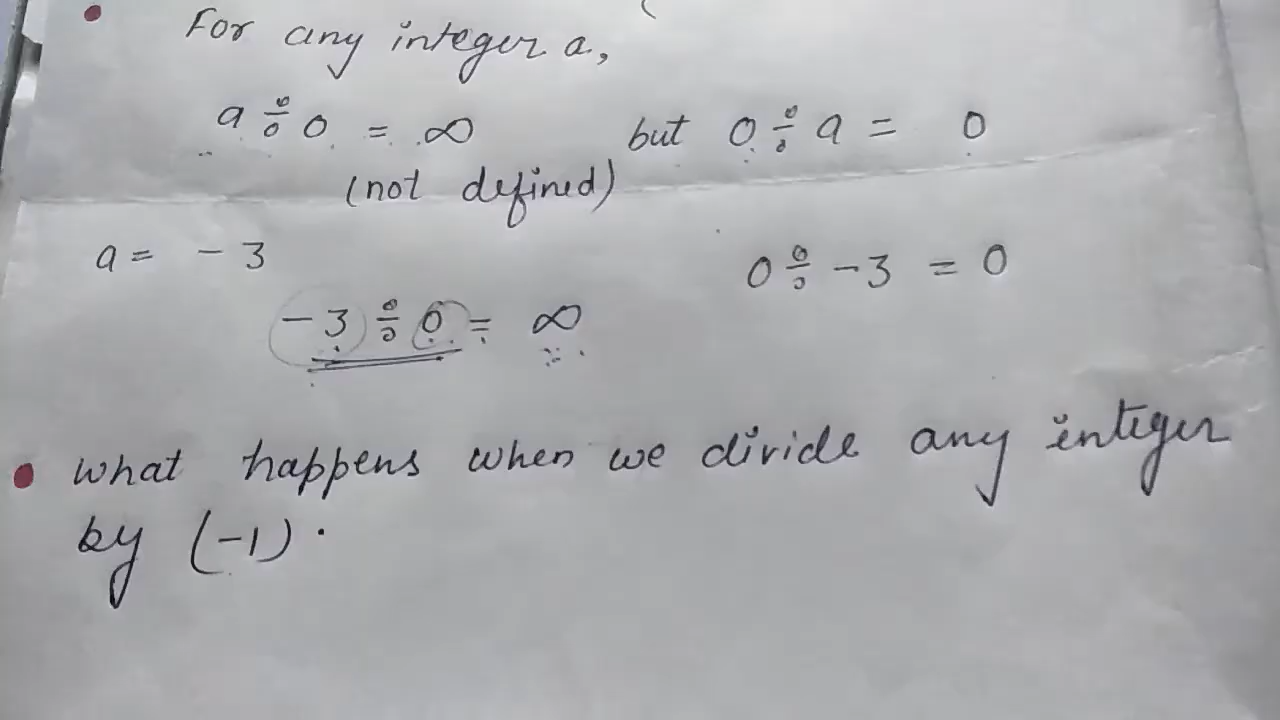 For any integer a,
a ÷ 0 = ∞ but 0 ÷ a = 0
(not defined)
a = - 3 0 ÷ -3 = 0
-3 ÷ 0 = ∞
what happens when we divide any integer
by (-1).